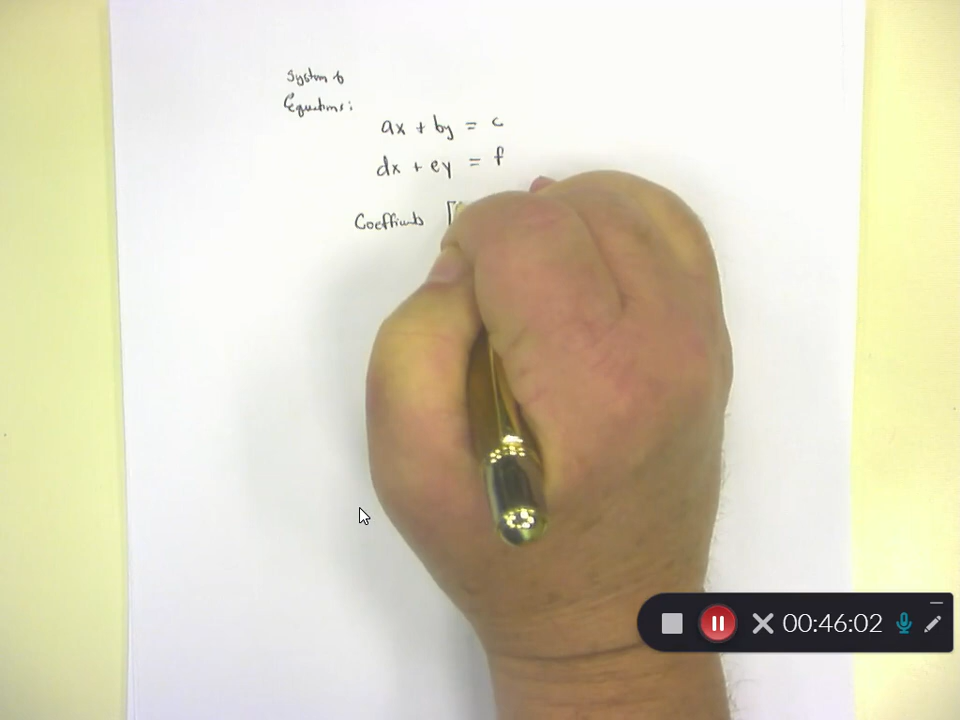 System of
Equations:
ax + by = c
dx + ey = f
Coefficients [
00:46:02